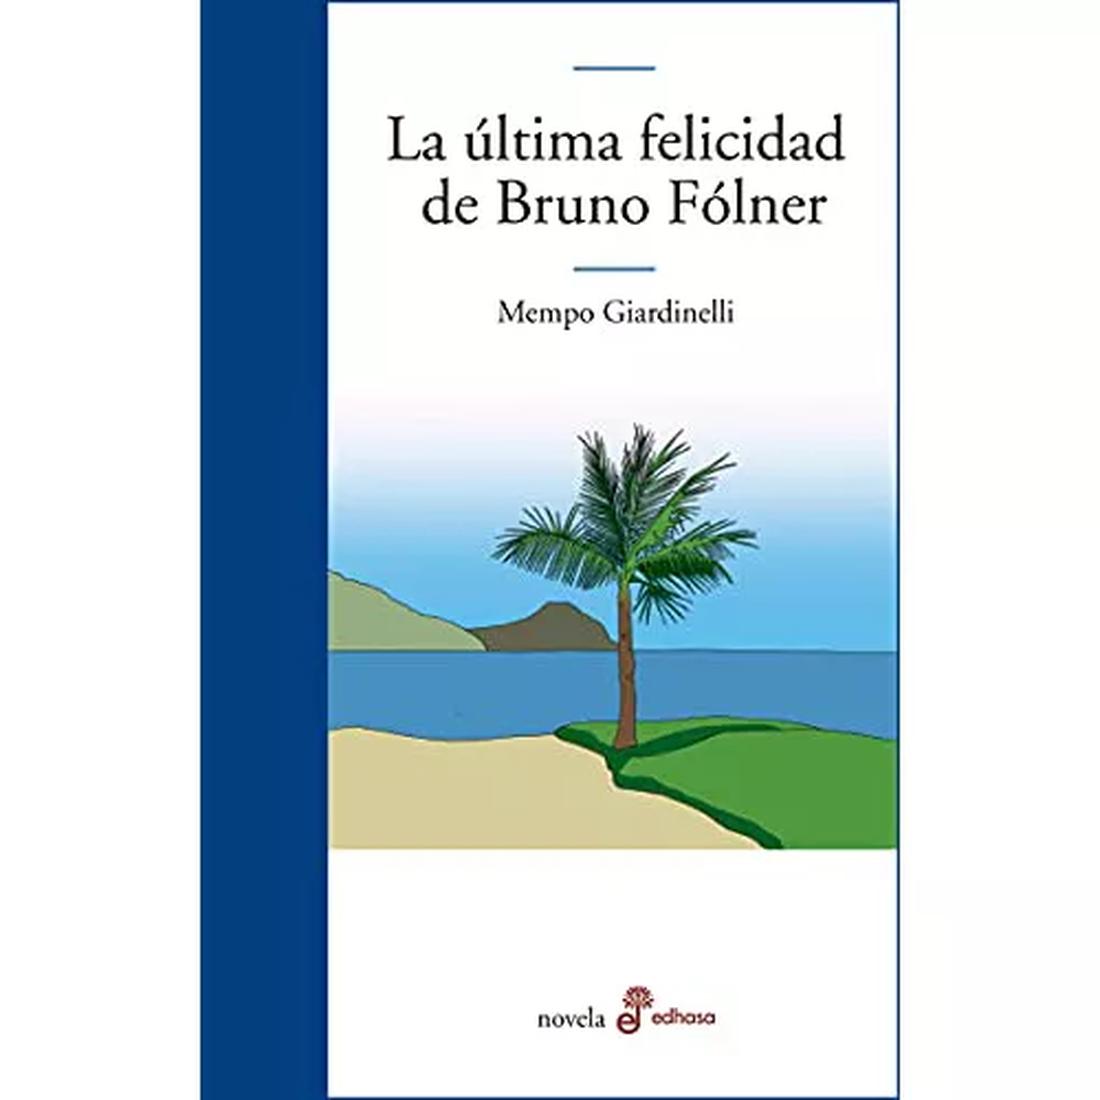 La última felicidad
de Bruno Fólner
Mempo Giardinelli
novela edhasa